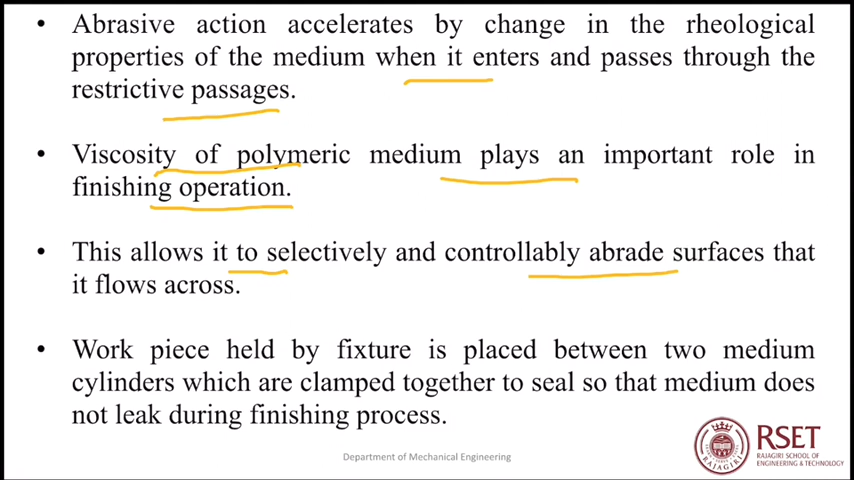 • Abrasive action accelerates by change in the rheological
properties of the medium when it enters and passes through the
restrictive passages.
• Viscosity of polymeric medium plays an important role in
finishing operation.
• This allows it to selectively and controllably abrade surfaces that
it flows across.
• Work piece held by fixture is placed between two medium
cylinders which are clamped together to seal so that medium does
not leak during finishing process.
Department of Mechanical Engineering
RAJAGIRI
RSET
RAJAGIRI SCHOOL OF
ENGINEERING & TECHNOLOGY